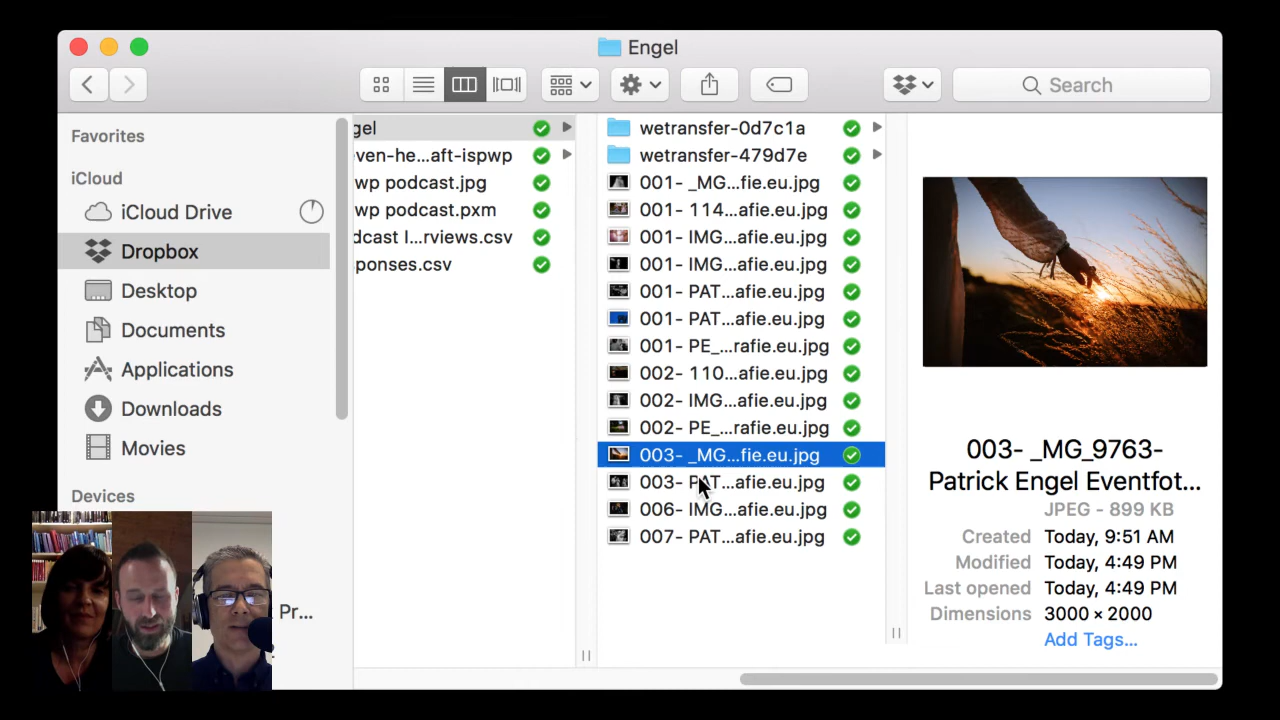 Engel
Search
Favorites
iCloud
iCloud Drive
Dropbox
Desktop
Documents
Applications
Downloads
Movies
Devices
Pr...
gel
ven-he...aft-ispwp
wp podcast.jpg
wp podcast.pxm
dcast I...rviews.csv
ponses.csv
wetransfer-0d7c1a
wetransfer-479d7e
001- _MG...fie.eu.jpg
001- 114...afie.eu.jpg
001- IMG...afie.eu.jpg
001- IMG...afie.eu.jpg
001- PAT...afie.eu.jpg
001- PAT...afie.eu.jpg
001- PE_...rafie.eu.jpg
002- 110...afie.eu.jpg
002- IMG...afie.eu.jpg
002- PE_...rafie.eu.jpg
003- _MG...fie.eu.jpg
003- PAT...afie.eu.jpg
006- IMG...afie.eu.jpg
007- PAT...afie.eu.jpg
003- _MG_9763-
Patrick Engel Eventfot...
JPEG - 899 KB
Created Today, 9:51 AM
Modified Today, 4:49 PM
Last opened Today, 4:49 PM
Dimensions 3000 × 2000
Add Tags...